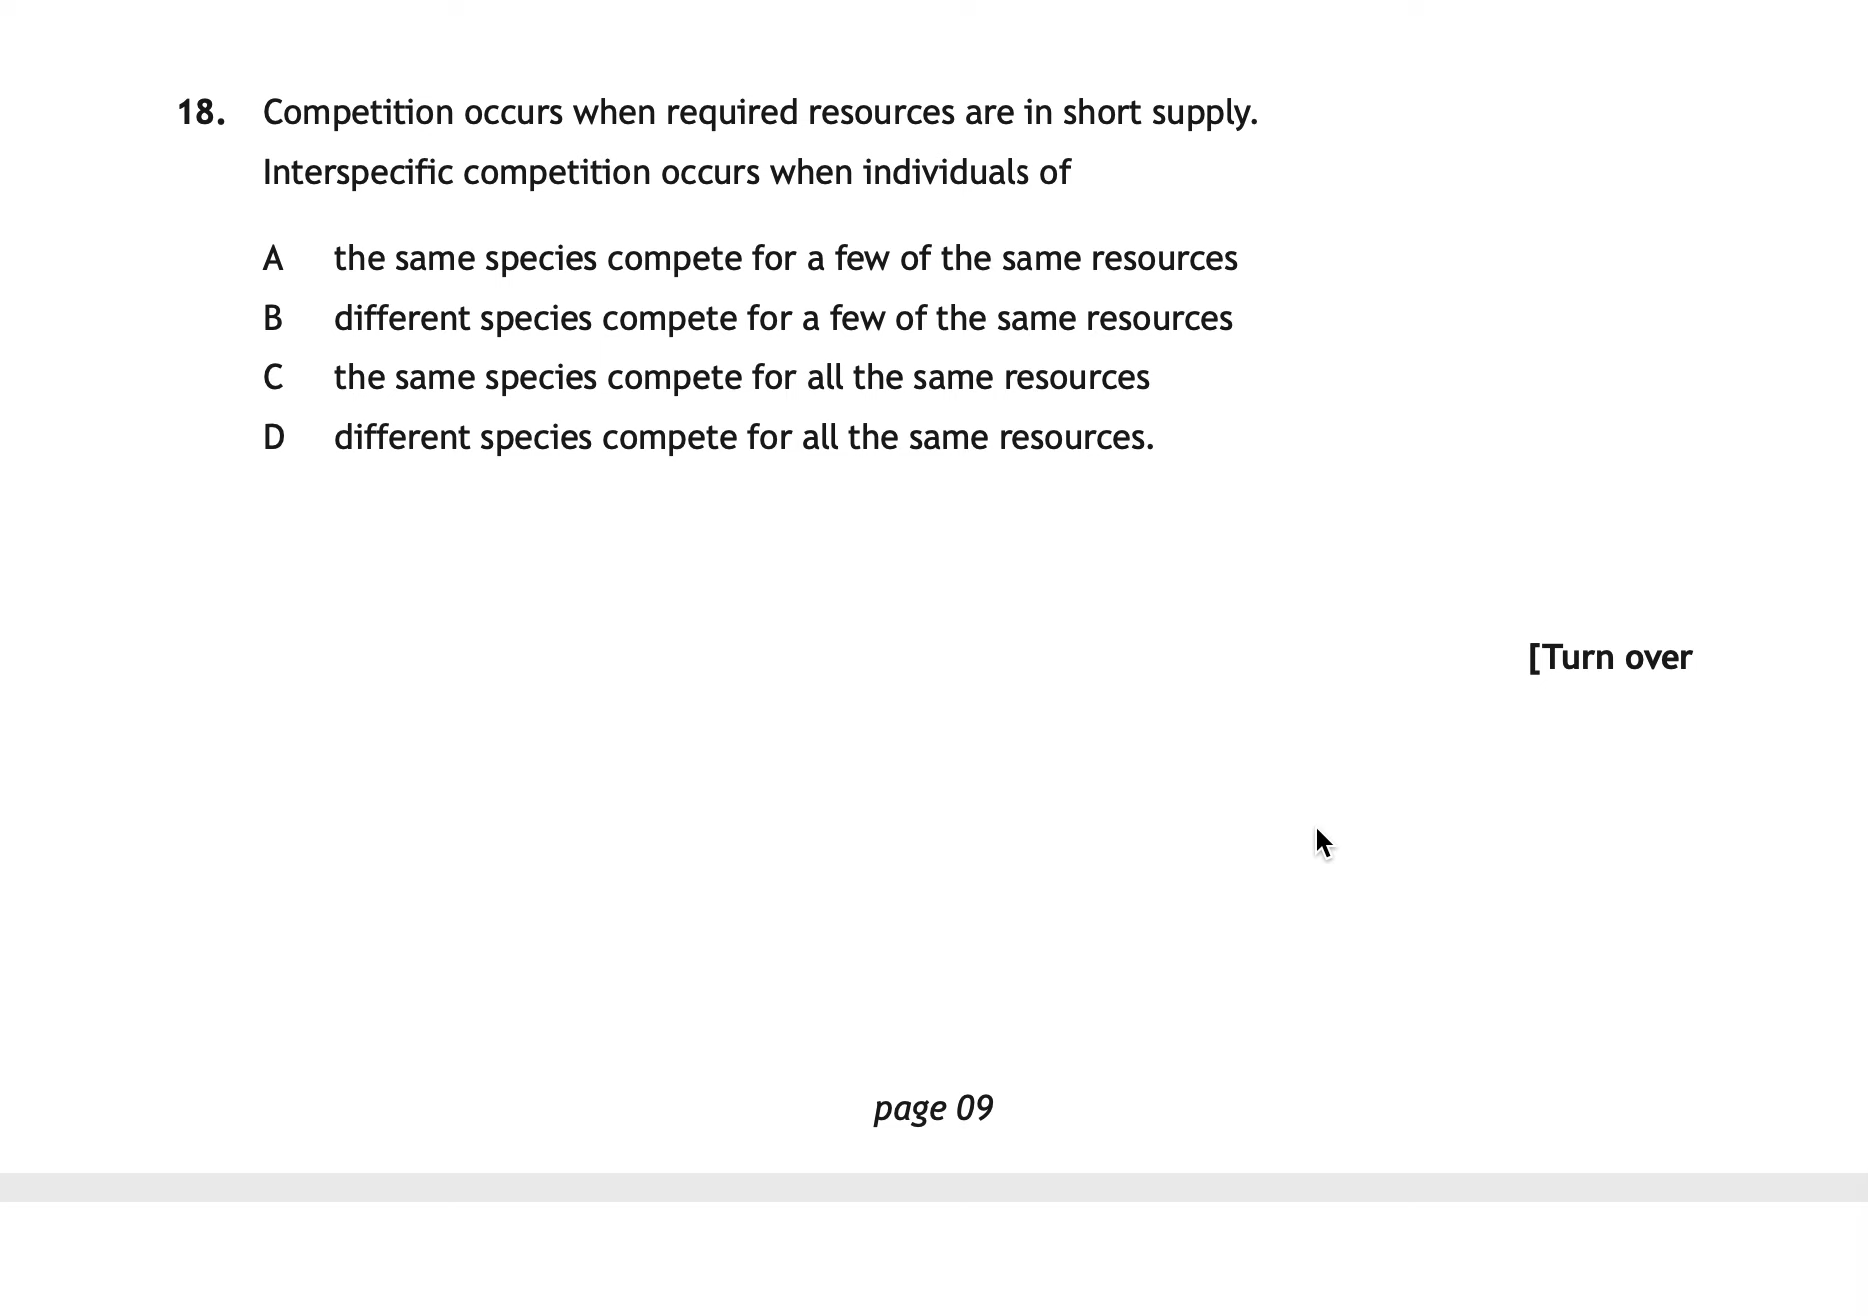 18. Competition occurs when required resources are in short supply.
Interspecific competition occurs when individuals of
A the same species compete for a few of the same resources
B different species compete for a few of the same resources
C the same species compete for all the same resources
D different species compete for all the same resources.
[Turn over
page 09